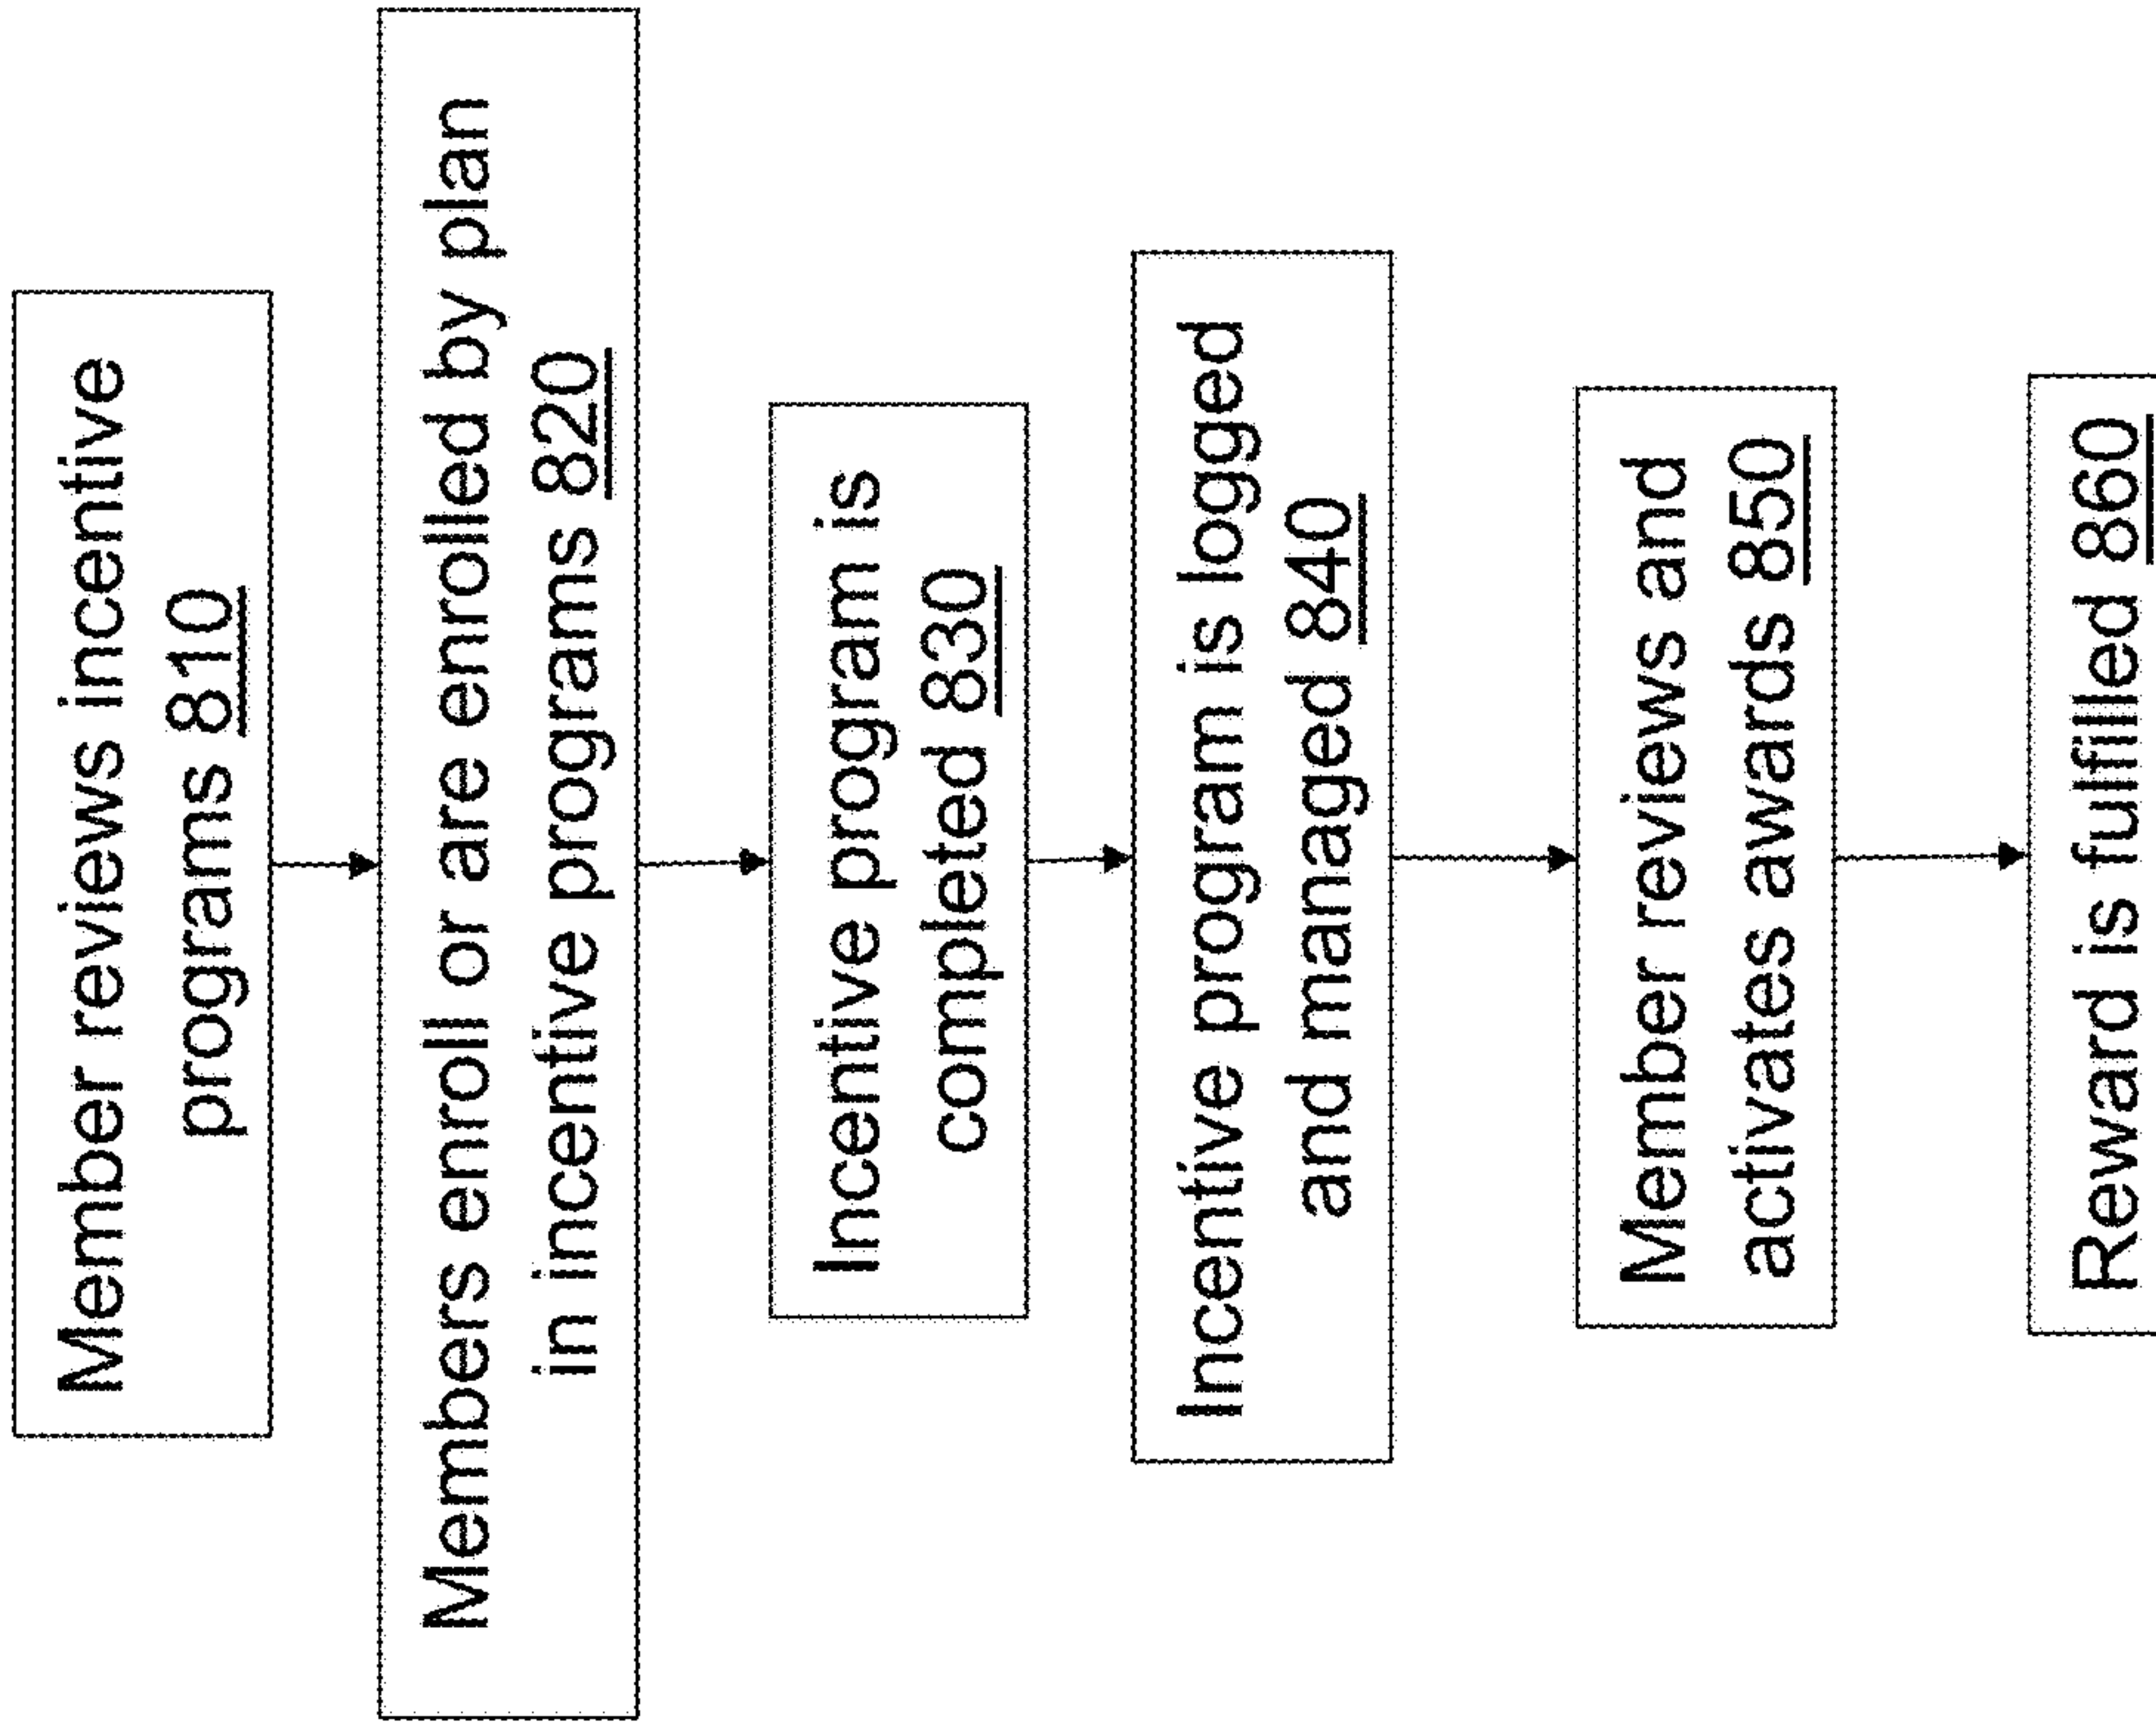 Member reviews incentive
programs 810
Members enroll or are enrolled by plan
in incentive programs 820
Incentive program is
completed 830
Incentive program is logged
and managed 840
Member reviews and
activates awards 850
Reward is fulfilled 860